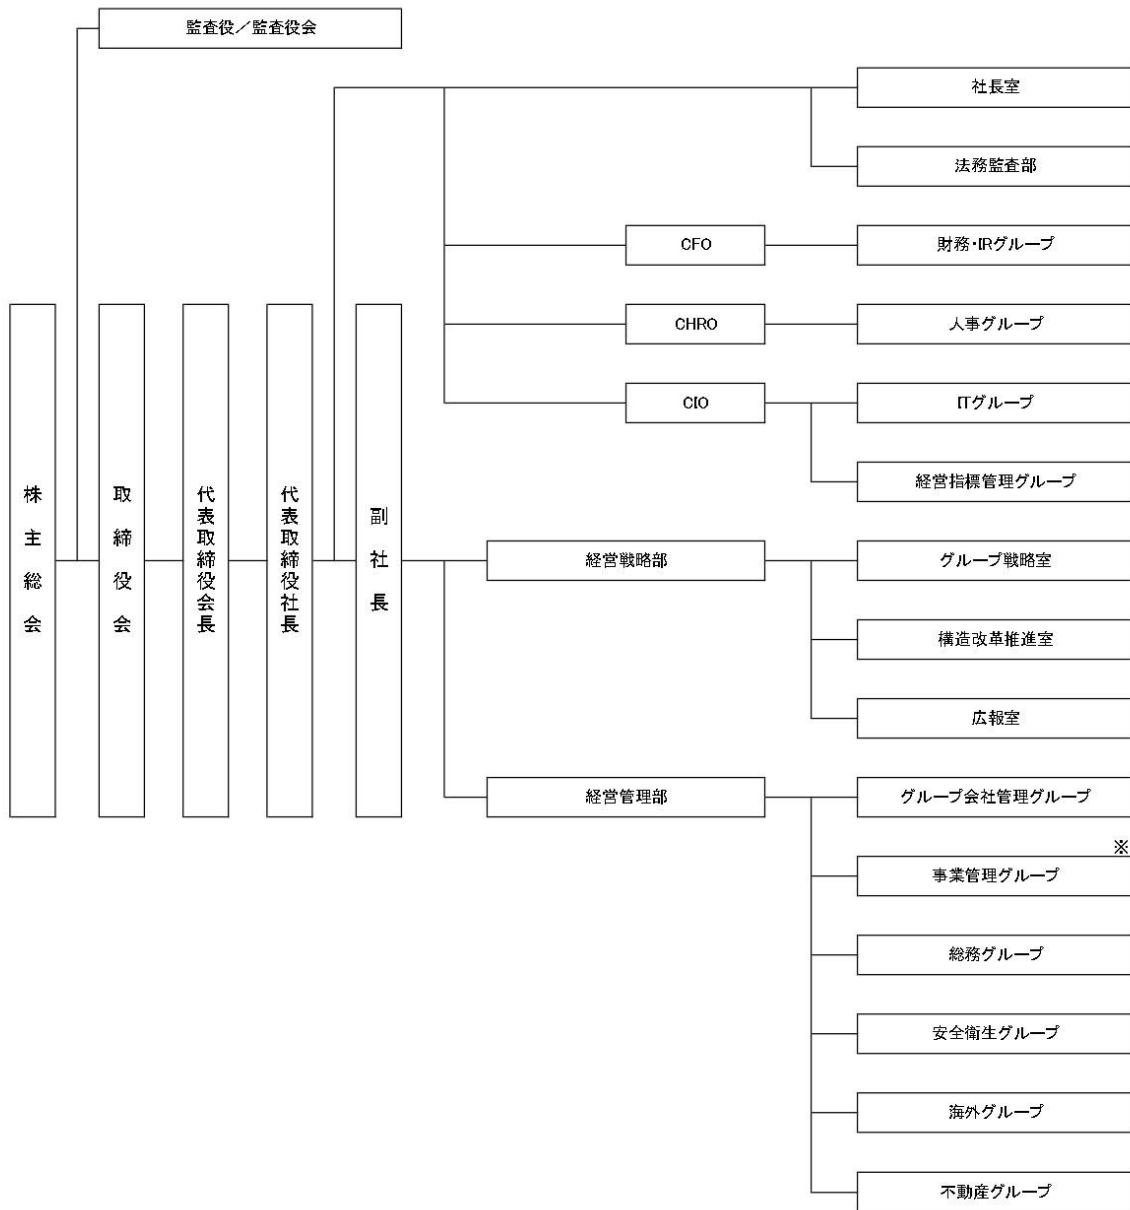 監査役／監査役会
社長室
法務監査部
CFO
財務・IRグループ
CHRO
人事グループ
CIO
ITグループ
経営指標管理グループ
株主総会
取締役会
代表取締役会長
代表取締役社長
副社長
経営戦略部
グループ戦略室
構造改革推進室
広報室
経営管理部
グループ会社管理グループ
※
事業管理グループ
総務グループ
安全衛生グループ
海外グループ
不動産グループ